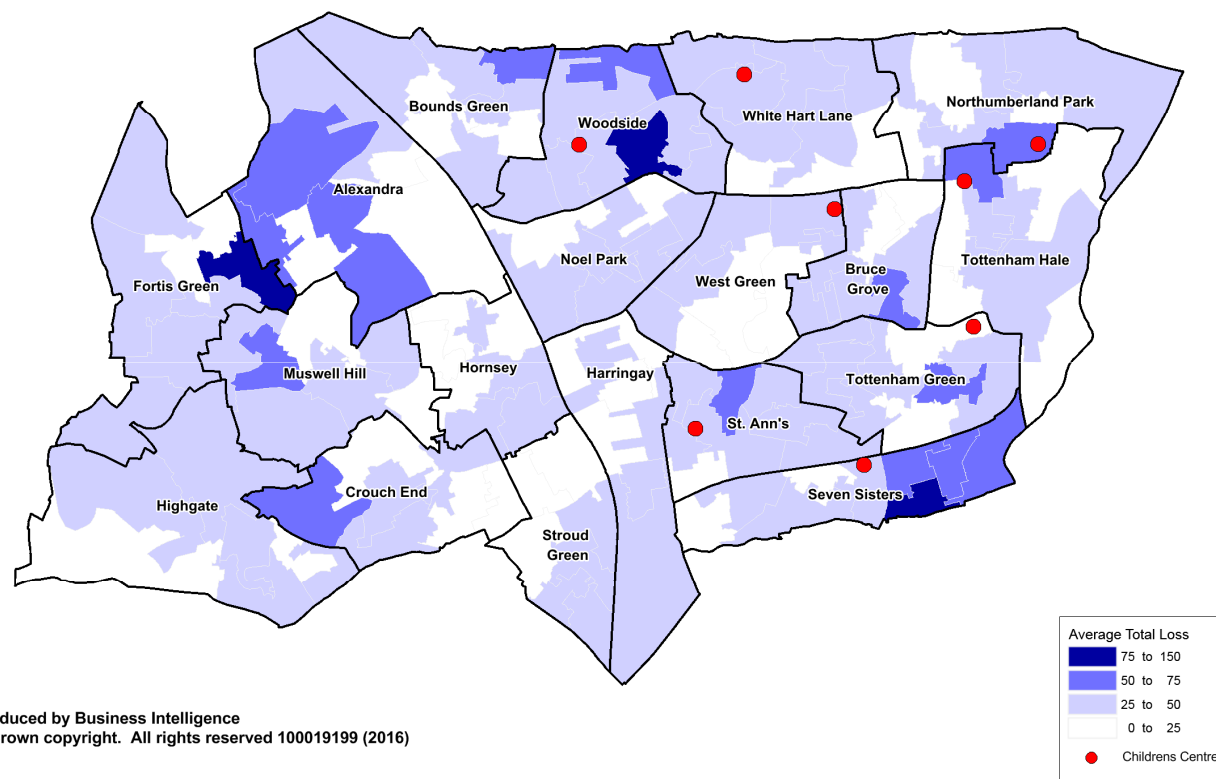 Bounds Green
Woodside
White Hart Lane
Northumberland Park
Alexandra
Noel Park
West Green
Bruce
Grove
Tottenham Hale
Fortis Green
Muswell Hill
Hornsey
Harringay
Tottenham Green
St. Ann's
Highgate
Crouch End
Seven Sisters
Stroud
Green
Average Total Loss
75 to 150
50 to 75
25 to 50
0 to 25
Childrens Centre
duced by Business Intelligence
rown copyright. All rights reserved 100019199 (2016)